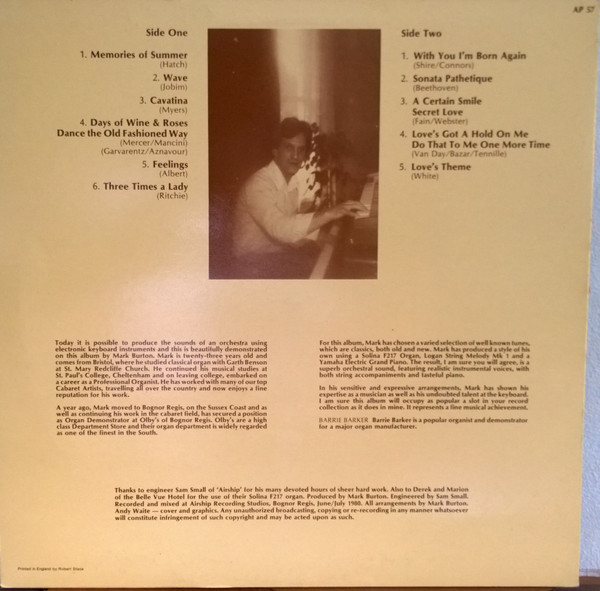 AP 57
Side One
1. Memories of Summer
(Hatch)
2. Wave
(Jobim)
3. Cavatina
(Myers)
4. Days of Wine & Roses
Dance the Old Fashioned Way
(Mercer/Mancini)
(Garvarentz/Aznavour)
5. Feelings
(Albert)
6. Three Times a Lady
(Ritchie)
Side Two
1. With You I'm Born Again
(Shire/Connors)
2. Sonata Pathetique
(Beethoven)
3. A Certain Smile
Secret Love
(Fain/Webster)
4. Love's Got A Hold On Me
Do That To Me One More Time
(Van Day/Bazar/Tennille)
5. Love's Theme
(White)
Today it is possible to produce the sounds of an orchestra using
electronic keyboard instruments and this is beautifully demonstrated
on this album by Mark Burton. Mark is twenty-three years old and
comes from Bristol, where he studied classical organ with Garth Benson
at St. Mary Redcliffe Church. He continued his musical studies at
St. Paul's College, Cheltenham and on leaving college, embarked on
a career as a Professional Organist. He has worked with many of our top
Cabaret Artists, travelling all over the country and now enjoys a fine
reputation for his work.
A year ago, Mark moved to Bognor Regis, on the Sussex Coast and as
well as continuing his work in the cabaret field, has secured a position
as Organ Demonstrator at Olby's of Bognor Regis. Olby's are a high
class Department Store and their organ department is widely regarded
as one of the finest in the South.
For this album, Mark has chosen a varied selection of well known tunes,
which are classics, both old and new. Mark has produced a style of his
own using a Solina F217 Organ, Logan String Melody Mk I and a
Yamaha Electric Grand Piano. The result, I am sure you will agree, is a
superb orchestral sound, featuring realistic instrumental voices, with
both string accompaniments and tasteful piano.
In his sensitive and expressive arrangements, Mark has shown his
expertise as a musician as well as his undoubted talent at the keyboard.
I am sure this album will occupy as popular a slot in your record
collection as it does in mine. It represents a fine musical achievement.
BARRIE BARKER Barrie Barker is a popular organist and demonstrator
for a major organ manufacturer.
Thanks to engineer Sam Small of 'Airship' for his many devoted hours of sheer hard work. Also to Derek and Marion
of the Belle Vue Hotel for the use of their Solina F217 organ. Produced by Mark Burton. Engineered by Sam Small.
Recorded and mixed at Airship Recording Studios, Bognor Regis, June/July 1980. All arrangements by Mark Burton.
Andy Waite — cover and graphics. Any unauthorized broadcasting, copying or re-recording in any manner whatsoever
will constitute infringement of such copyright and may be acted upon as such.
Printed in England by Robert Stace